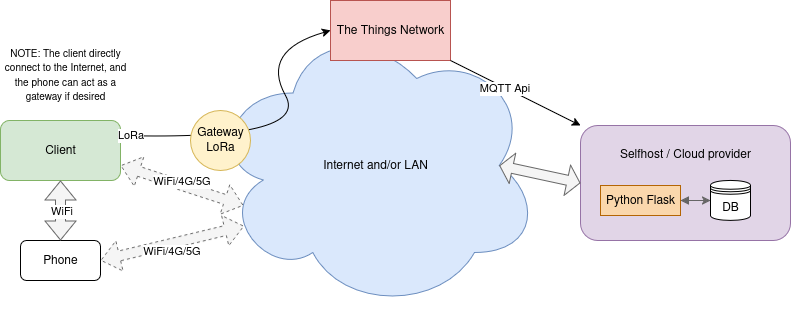 The Things Network
NOTE: The client directly
connect to the Internet, and
the phone can act as a
gateway if desired
MQTT Api
LoRa
Gateway
LoRa
Client
Internet and/or LAN
Selfhost / Cloud provider
WiFi/4G/5G
Python Flask
DB
WiFi
WiFi/4G/5G
Phone